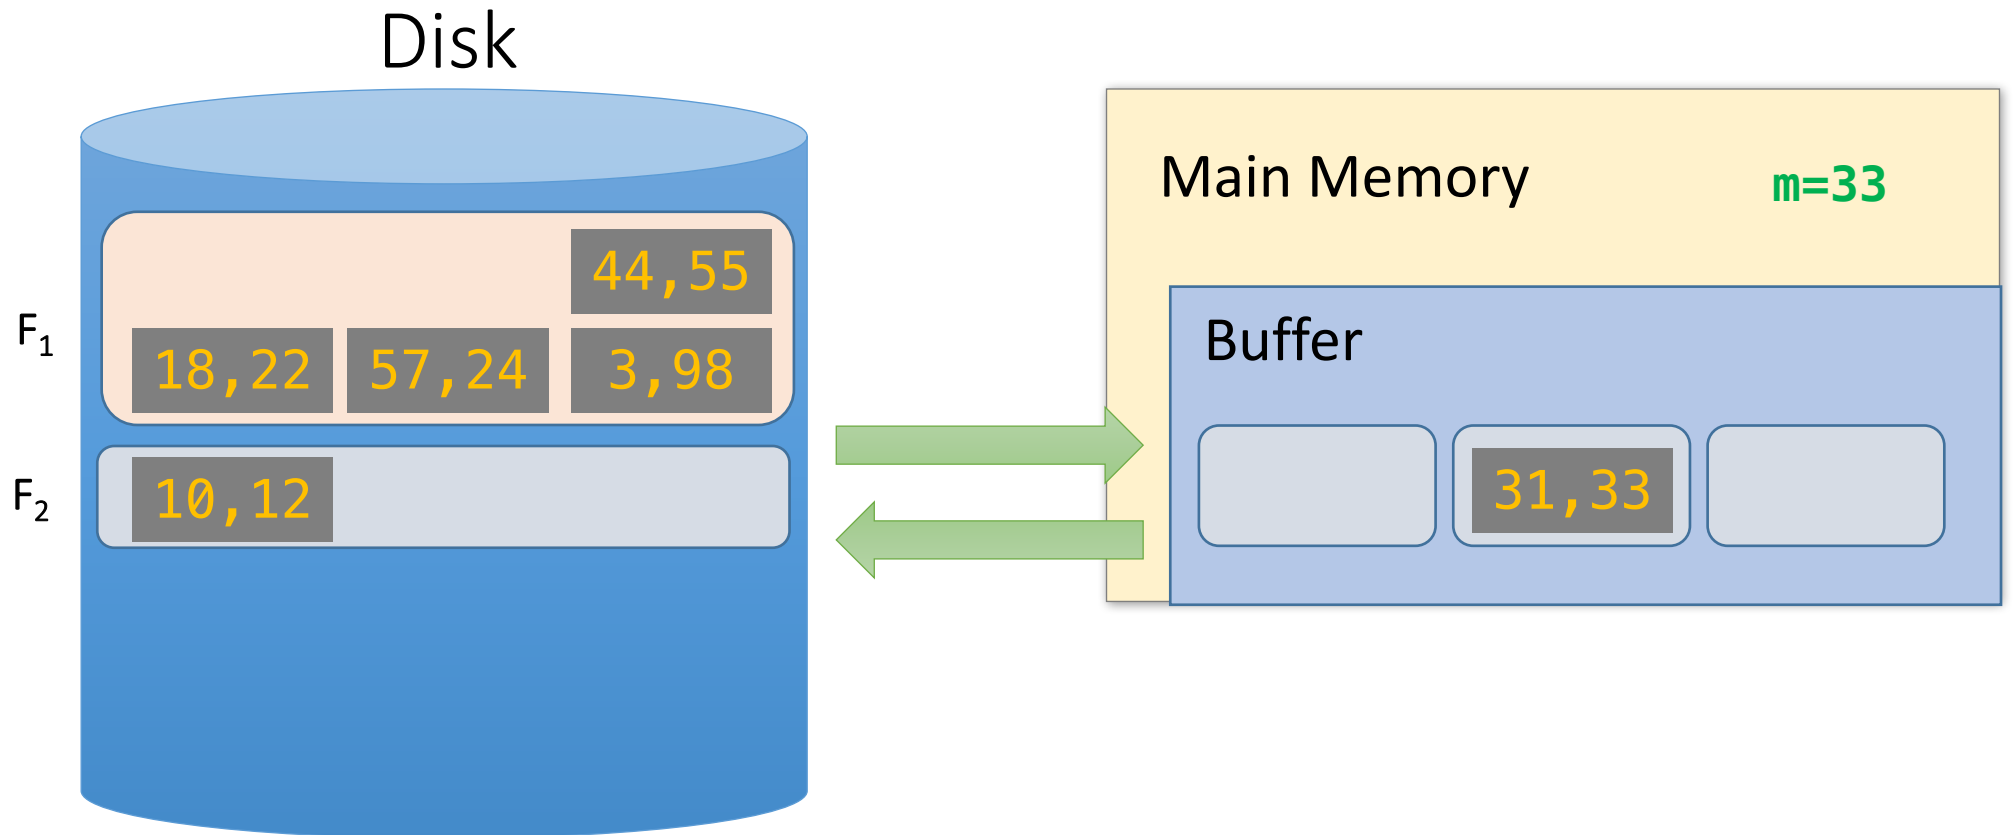 Disk
Main Memory
m=33
44,55
F₁
Buffer
18,22
57,24
3,98
F₂
10,12
31,33